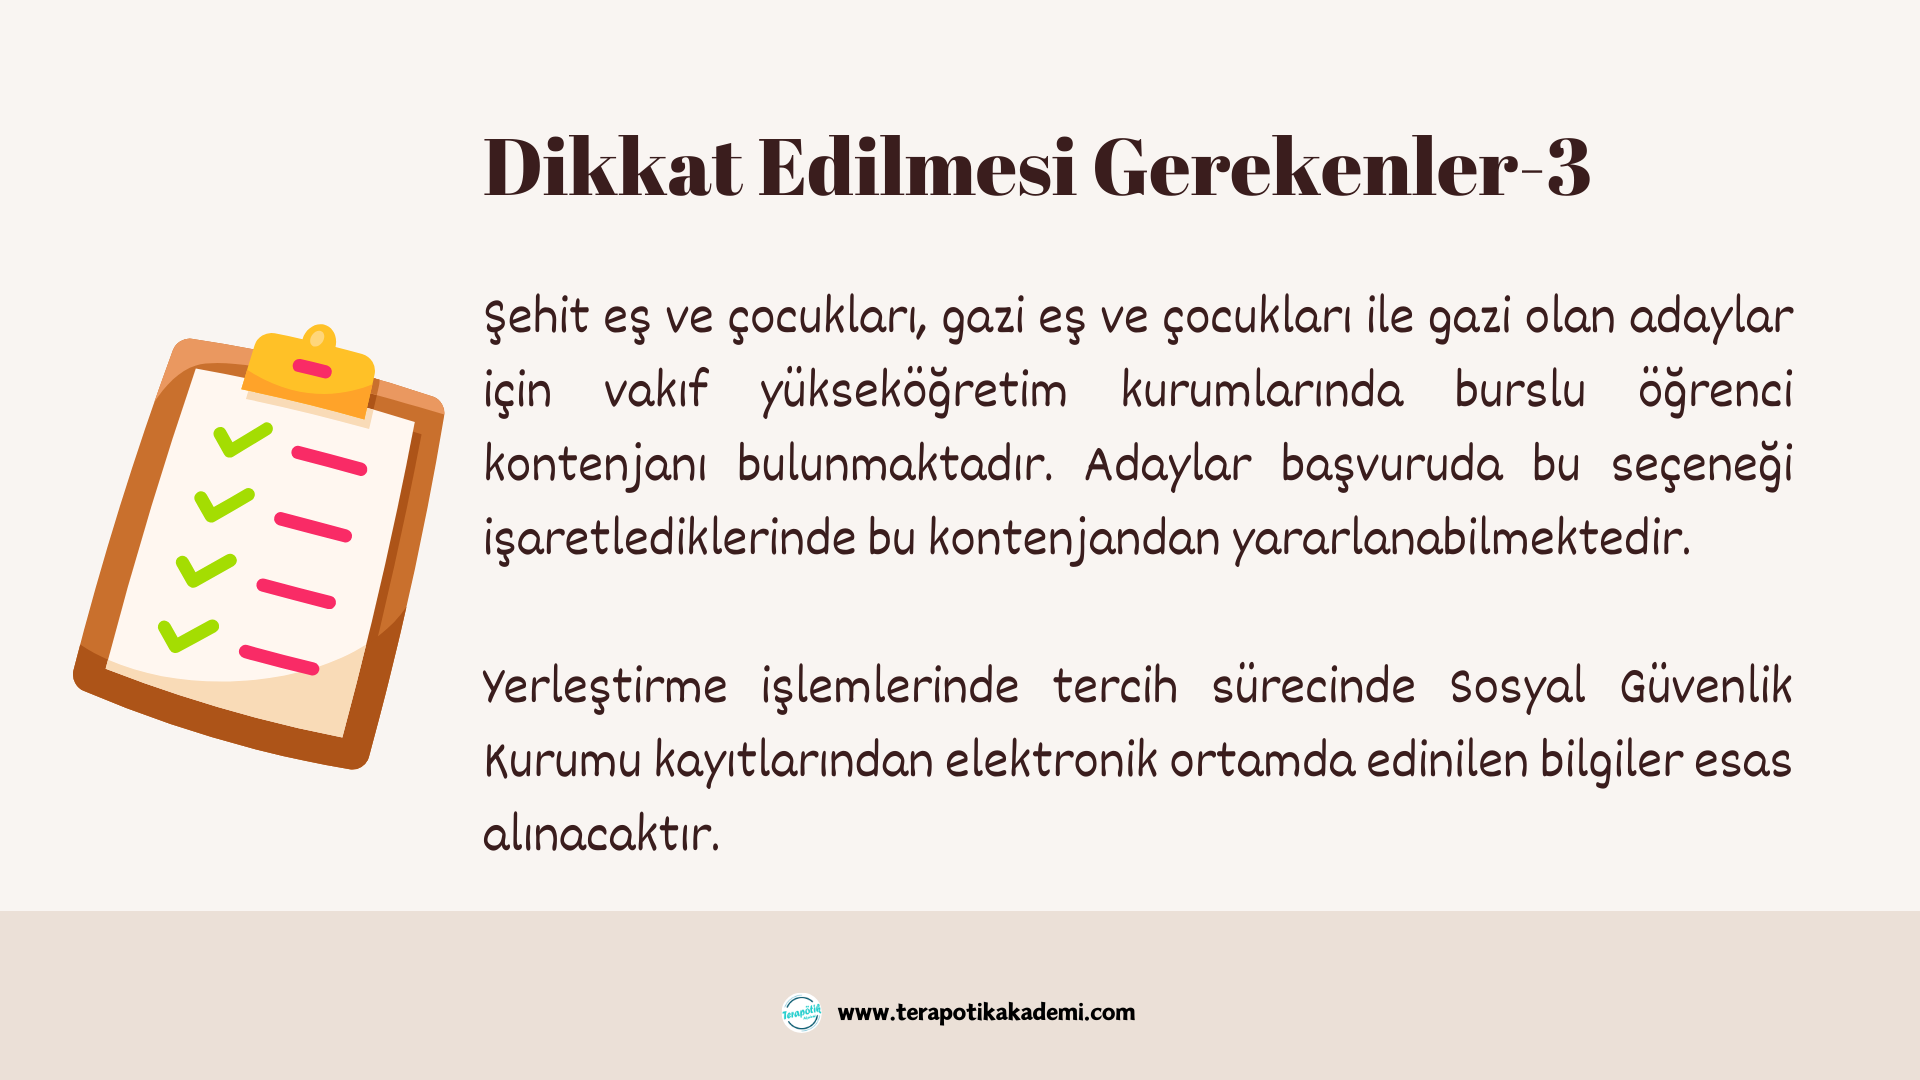 Dikkat Edilmesi Gerekenler-3
Şehit eş ve çocukları, gazi eş ve çocukları ile gazi olan adaylar
için vakıf yükseköğretim kurumlarında burslu öğrenci
kontenjanı bulunmaktadır. Adaylar başvuruda bu seçeneği
işaretlediklerinde bu kontenjandan yararlanabilmektedir.
Yerleştirme işlemlerinde tercih sürecinde Sosyal Güvenlik
Kurumu kayıtlarından elektronik ortamda edinilen bilgiler esas
alınacaktır.
Terapötik
www.terapotikakademi.com